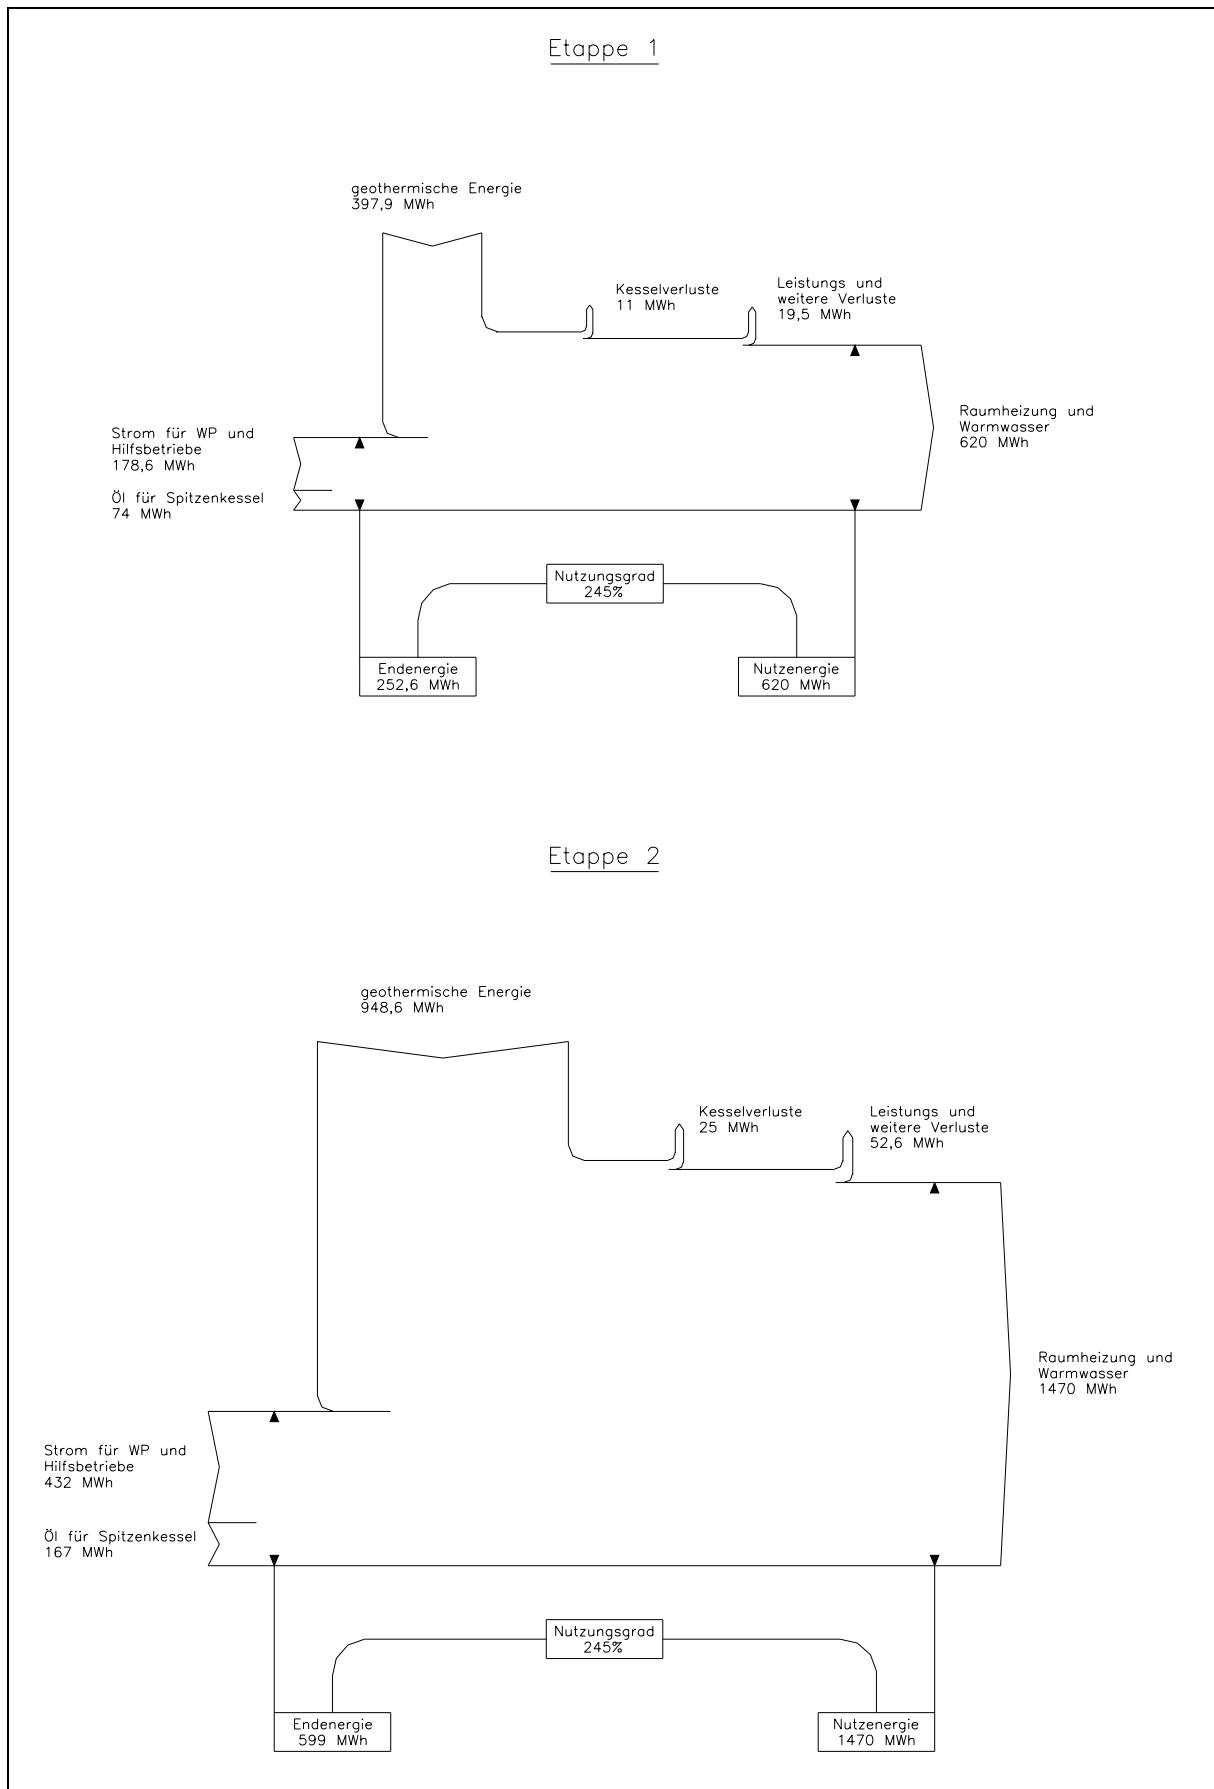 Etappe 1
geothermische Energie
397,9 MWh
Kesselverluste
11 MWh
Leistungs und
weitere Verluste
19,5 MWh
Raumheizung und
Warmwasser
620 MWh
Strom für WP und
Hilfsbetriebe
178,6 MWh
Öl für Spitzenkessel
74 MWh
Nutzungsgrad
245%
Endenergie
252,6 MWh
Nutzenergie
620 MWh
Etappe 2
geothermische Energie
948,6 MWh
Kesselverluste
25 MWh
Leistungs und
weitere Verluste
52,6 MWh
Raumheizung und
Warmwasser
1470 MWh
Strom für WP und
Hilfsbetriebe
432 MWh
Öl für Spitzenkessel
167 MWh
Nutzungsgrad
245%
Endenergie
599 MWh
Nutzenergie
1470 MWh